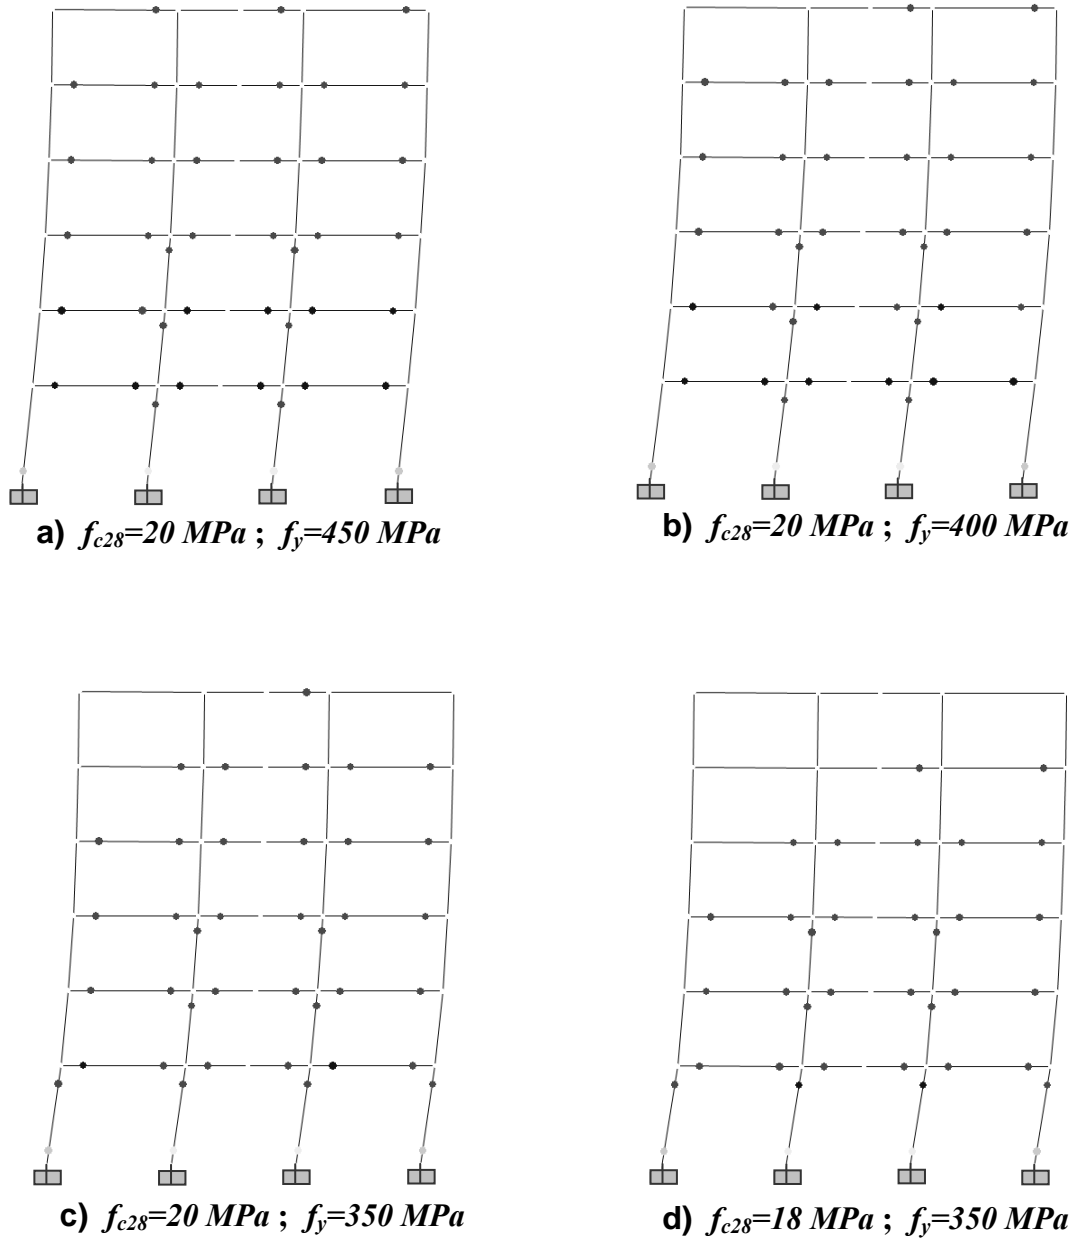 a) fc28=20 MPa ; fy=450 MPa
b) fc28=20 MPa ; fy=400 MPa
c) fc28=20 MPa ; fy=350 MPa
d) fc28=18 MPa ; fy=350 MPa